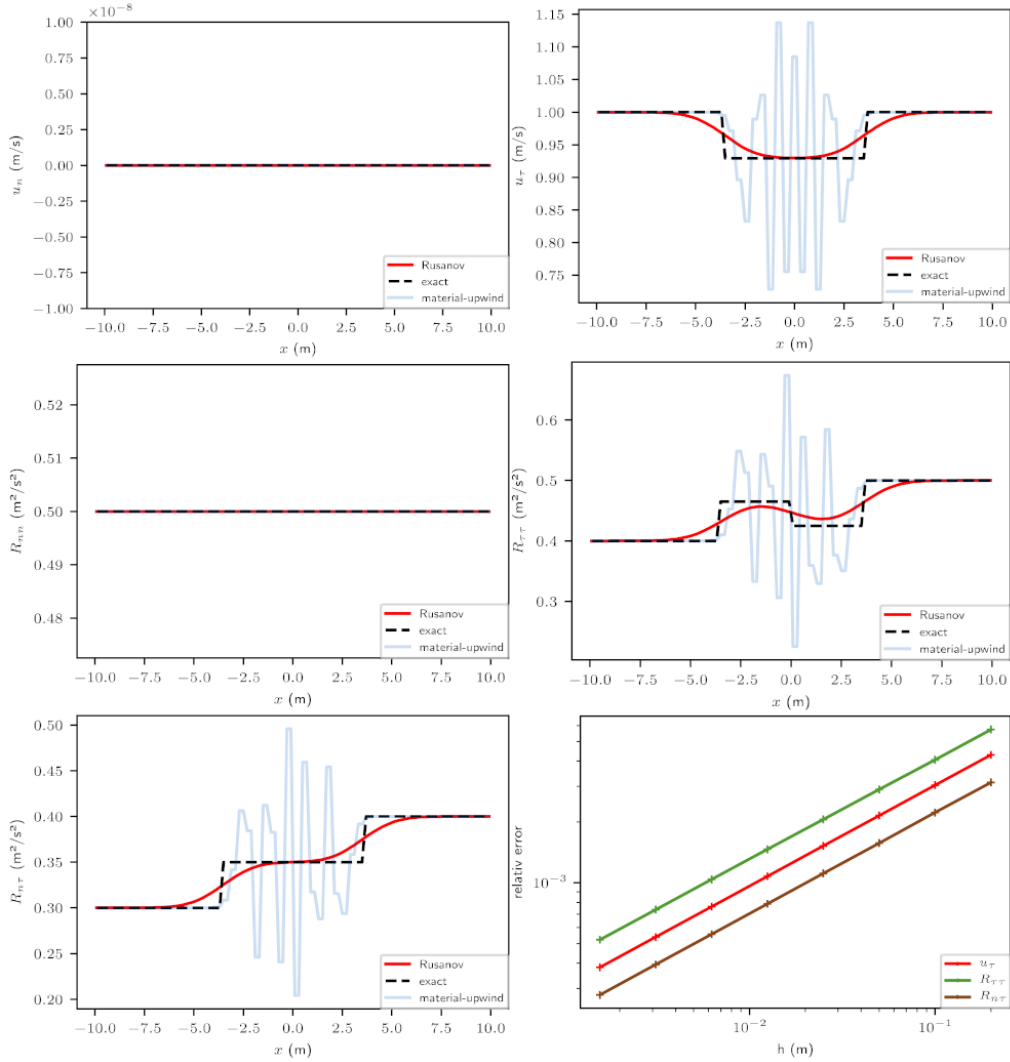 ×10⁻⁸
1.00
0.75
0.50
0.25
0.00
−0.25
−0.50
−0.75
−1.00
u_n (m/s)
Rusanov
exact
material-upwind
−10.0 −7.5 −5.0 −2.5 0.0 2.5 5.0 7.5 10.0
x (m)
1.15
1.10
1.05
1.00
0.95
0.90
0.85
0.80
0.75
u_τ (m/s)
Rusanov
exact
material-upwind
−10.0 −7.5 −5.0 −2.5 0.0 2.5 5.0 7.5 10.0
x (m)
0.52
0.51
0.50
0.49
0.48
R_nn (m²/s²)
Rusanov
exact
material-upwind
−10.0 −7.5 −5.0 −2.5 0.0 2.5 5.0 7.5 10.0
x (m)
0.6
0.5
0.4
0.3
R_ττ (m²/s²)
Rusanov
exact
material-upwind
−10.0 −7.5 −5.0 −2.5 0.0 2.5 5.0 7.5 10.0
x (m)
0.50
0.45
0.40
0.35
0.30
0.25
0.20
R_nτ (m²/s²)
Rusanov
exact
material-upwind
−10.0 −7.5 −5.0 −2.5 0.0 2.5 5.0 7.5 10.0
x (m)
relativ error
10⁻³
u_τ
R_ττ
R_nτ
10⁻² 10⁻¹
h (m)